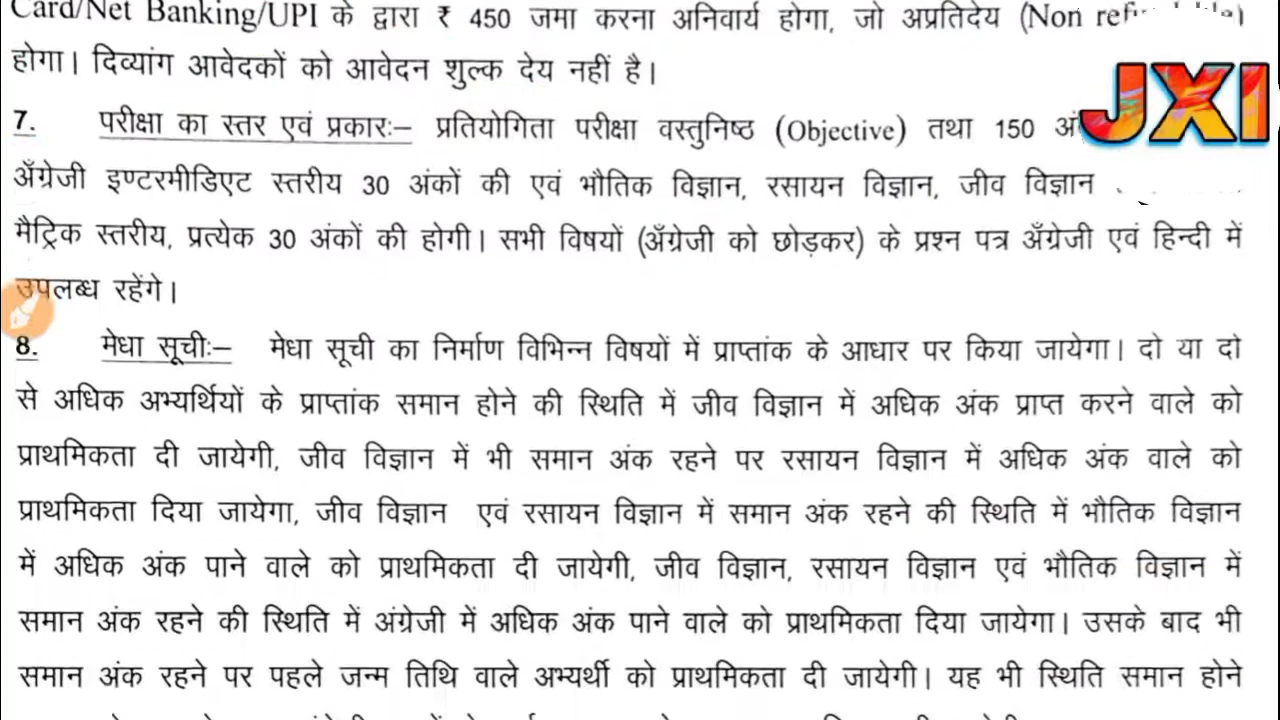 Card/Net Banking/UPI के द्वारा ₹ 450 जमा करना अनिवार्य होगा, जो अप्रतिदेय (Non
होगा। दिव्यांग आवेदकों को आवेदन शुल्क देय नहीं है।
7. परीक्षा का स्तर एवं प्रकारः– प्रतियोगिता परीक्षा वस्तुनिष्ठ (Objective) तथा 150
JXI
अँग्रेजी इण्टरमीडिएट स्तरीय 30 अंकों की एवं भौतिक विज्ञान, रसायन विज्ञान, जीव विज्ञान
मैट्रिक स्तरीय, प्रत्येक 30 अंकों की होगी। सभी विषयों (अँग्रेजी को छोड़कर) के प्रश्न पत्र अँग्रेजी एवं हिन्दी में
उपलब्ध रहेंगे।
8. मेधा सूचीः– मेधा सूची का निर्माण विभिन्न विषयों में प्राप्तांक के आधार पर किया जायेगा। दो या दो
से अधिक अभ्यर्थियों के प्राप्तांक समान होने की स्थिति में जीव विज्ञान में अधिक अंक प्राप्त करने वाले को
प्राथमिकता दी जायेगी, जीव विज्ञान में भी समान अंक रहने पर रसायन विज्ञान में अधिक अंक वाले को
प्राथमिकता दिया जायेगा, जीव विज्ञान एवं रसायन विज्ञान में समान अंक रहने की स्थिति में भौतिक विज्ञान
में अधिक अंक पाने वाले को प्राथमिकता दी जायेगी, जीव विज्ञान, रसायन विज्ञान एवं भौतिक विज्ञान में
समान अंक रहने की स्थिति में अंग्रेजी में अधिक अंक पाने वाले को प्राथमिकता दिया जायेगा। उसके बाद भी
समान अंक रहने पर पहले जन्म तिथि वाले अभ्यर्थी को प्राथमिकता दी जायेगी। यह भी स्थिति समान होने